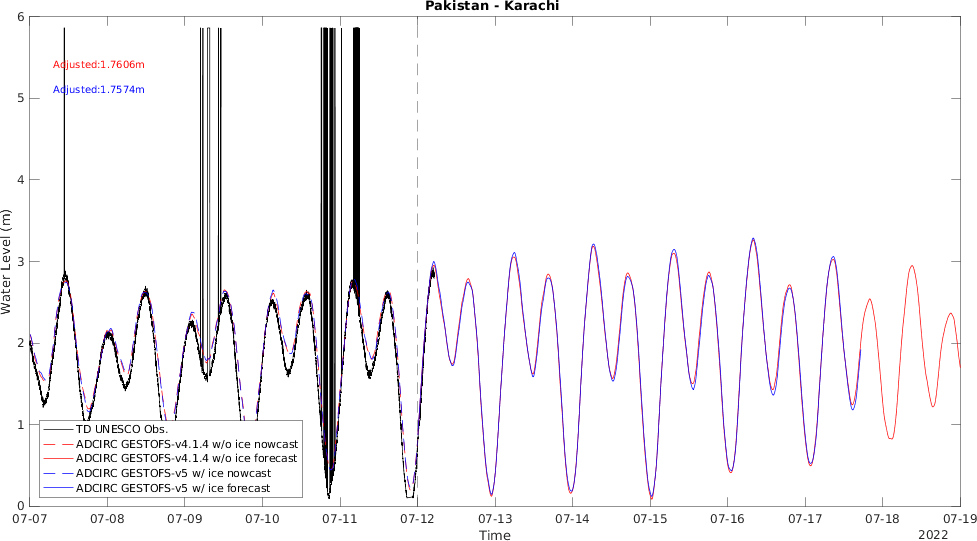 Pakistan - Karachi
6
5
4
3
2
1
0
Water Level (m)
Adjusted:1.7606m
Adjusted:1.7574m
TD UNESCO Obs.
ADCIRC GESTOFS-v4.1.4 w/o ice nowcast
ADCIRC GESTOFS-v4.1.4 w/o ice forecast
ADCIRC GESTOFS-v5 w/ ice nowcast
ADCIRC GESTOFS-v5 w/ ice forecast
07-07 07-08 07-09 07-10 07-11 07-12 07-13 07-14 07-15 07-16 07-17 07-18 07-19
Time
2022